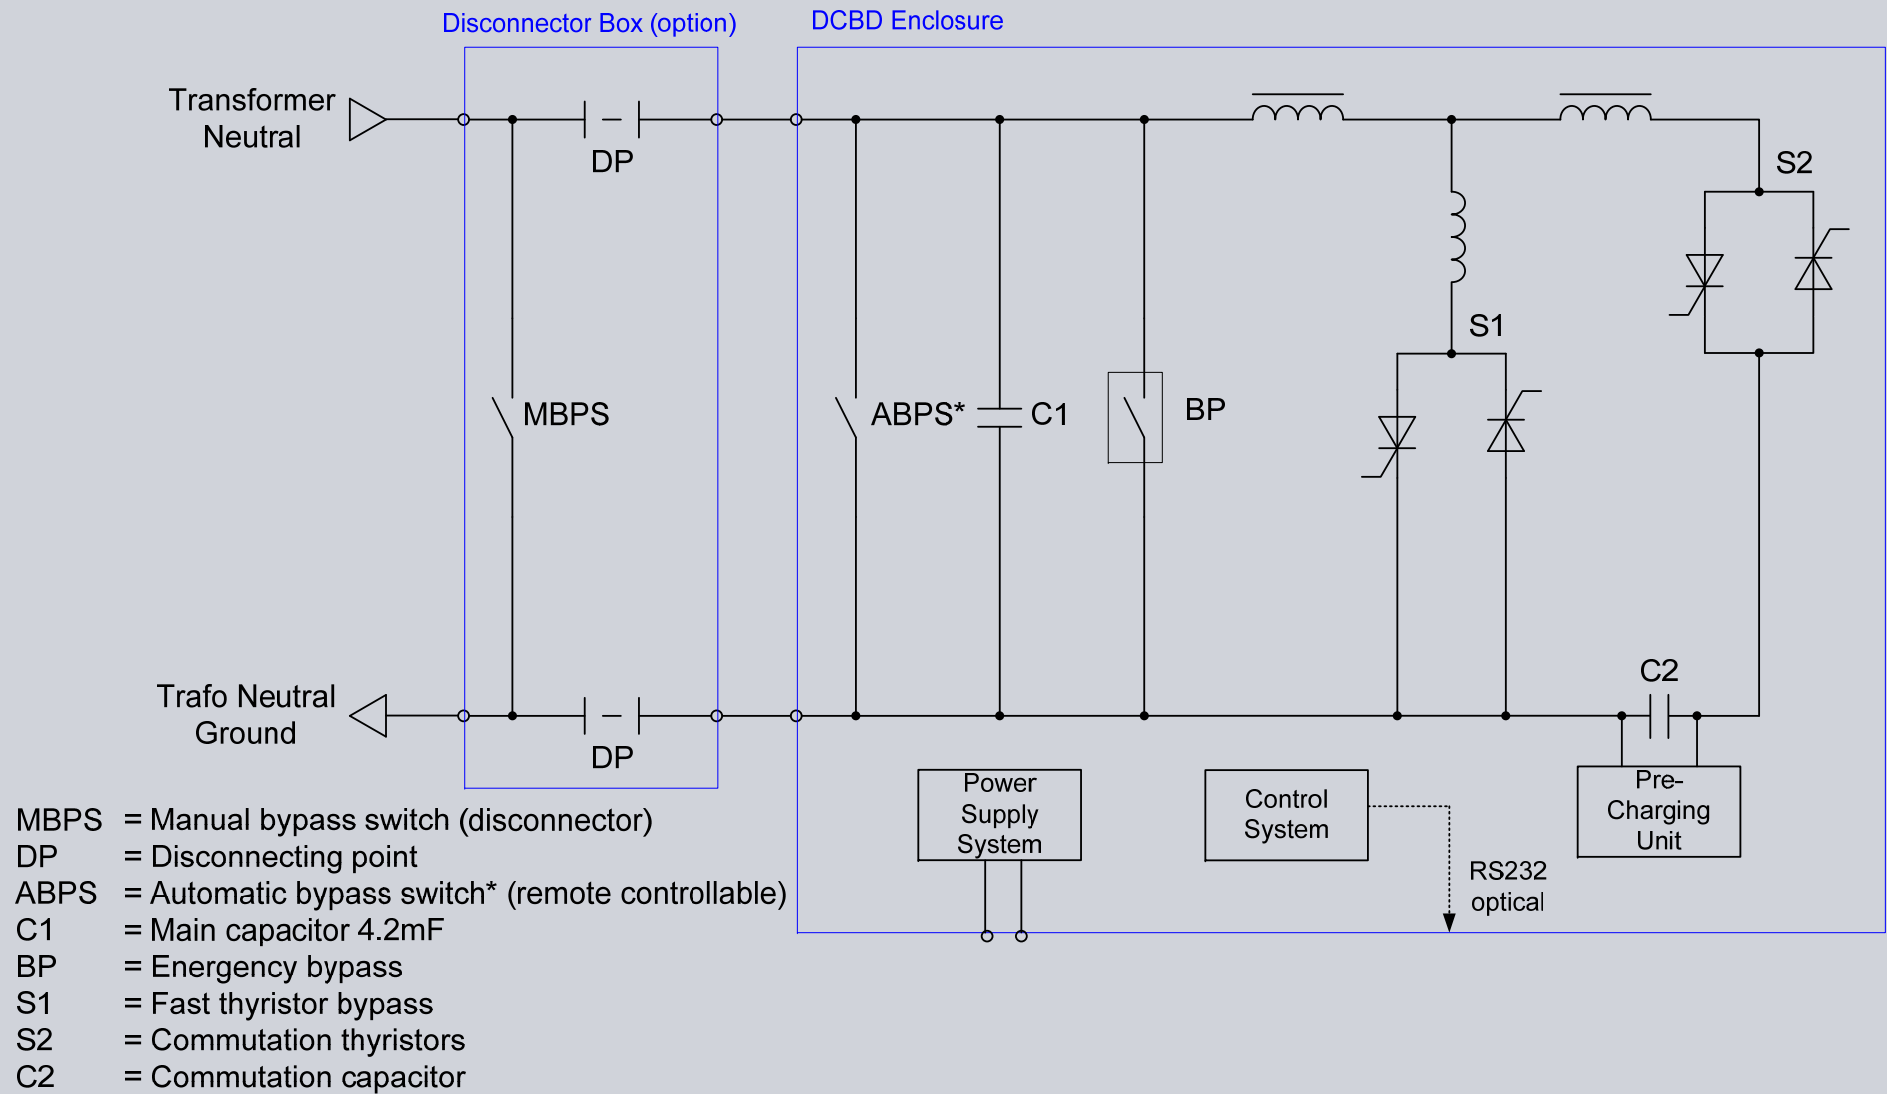 Disconnector Box (option)
DCBD Enclosure
Transformer
Neutral
DP
S2
S1
MBPS
ABPS*
C1
BP
C2
Trafo Neutral
Ground
DP
Power
Supply
System
Control
System
Pre-
Charging
Unit
RS232
optical
MBPS = Manual bypass switch (disconnector)
DP = Disconnecting point
ABPS = Automatic bypass switch* (remote controllable)
C1 = Main capacitor 4.2mF
BP = Energency bypass
S1 = Fast thyristor bypass
S2 = Commutation thyristors
C2 = Commutation capacitor